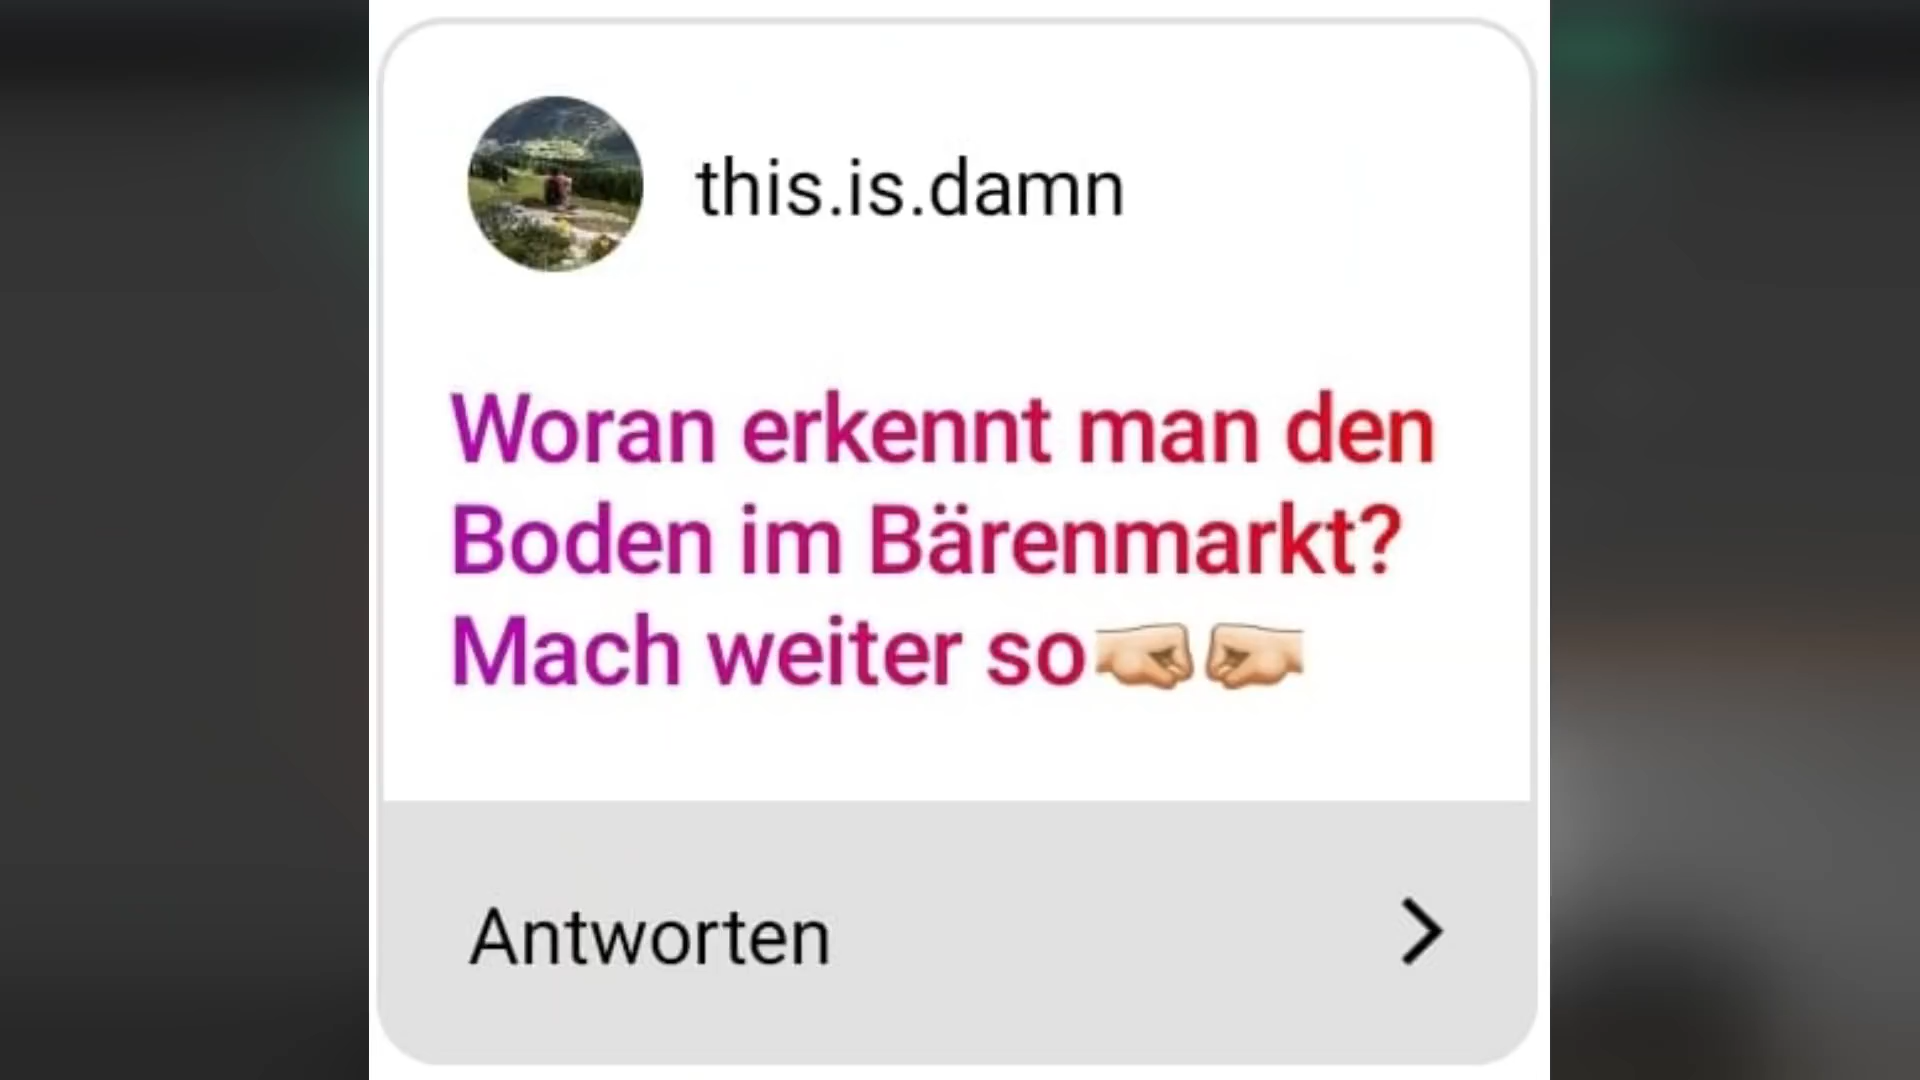 this.is.damn
Woran erkennt man den
Boden im Bärenmarkt?
Mach weiter so🤜🏻🤛🏻
Antworten